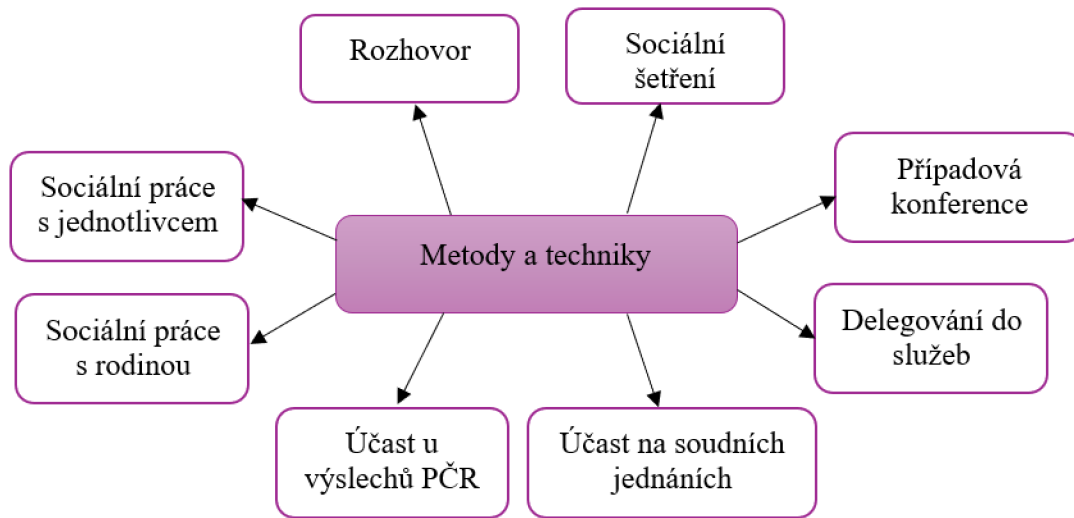 Rozhovor
Sociální
šetření
Sociální práce
s jednotlivcem
Případová
konference
Metody a techniky
Sociální práce
s rodinou
Delegování do
služeb
Účast u
výslechů PČR
Účast na soudních
jednáních